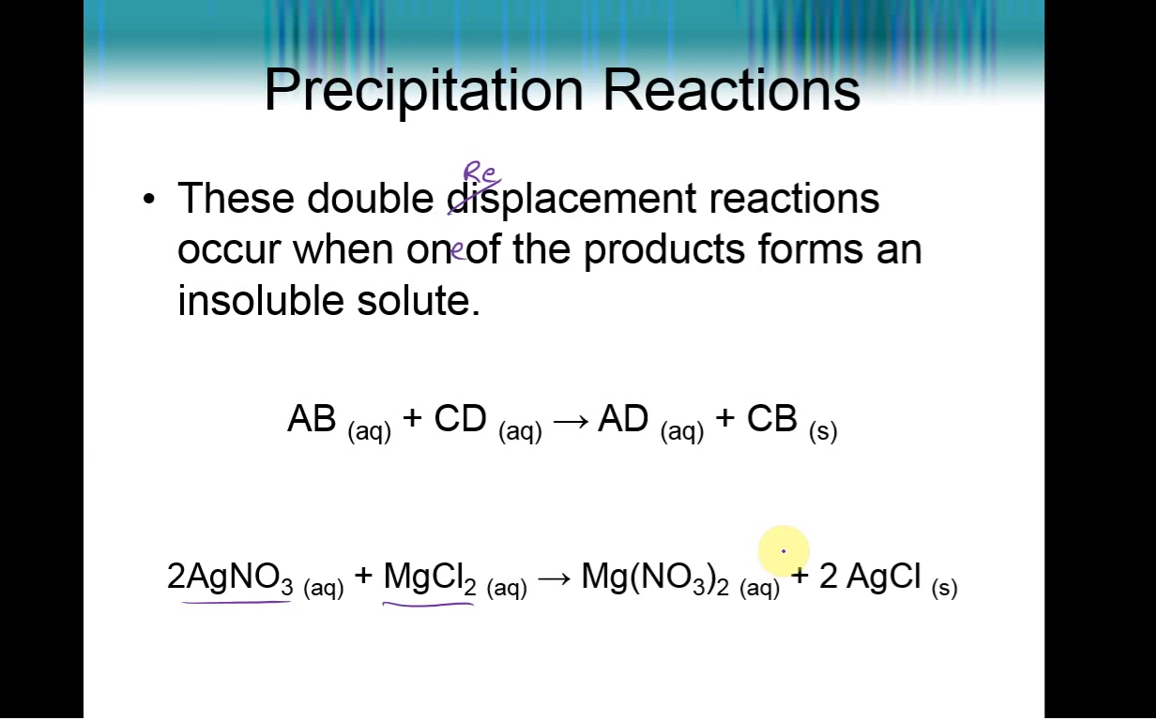 Precipitation Reactions
Re
• These double displacement reactions
occur when one of the products forms an
insoluble solute.
AB (aq) + CD (aq) → AD (aq) + CB (s)
2AgNO₃ (aq) + MgCl₂ (aq) → Mg(NO₃)₂ (aq) + 2 AgCl (s)